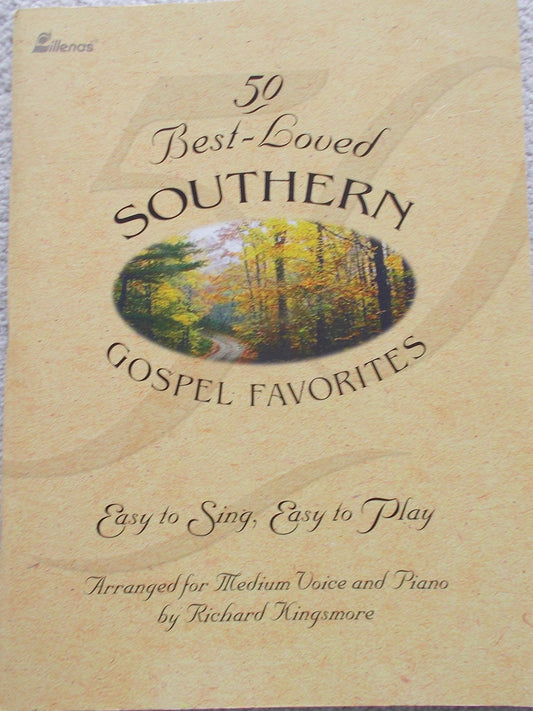 Lillenas
50
Best-Loved
SOUTHERN
GOSPEL FAVORITES
Easy to Sing, Easy to Play
Arranged for Medium Voice and Piano
by Richard Kingsmore